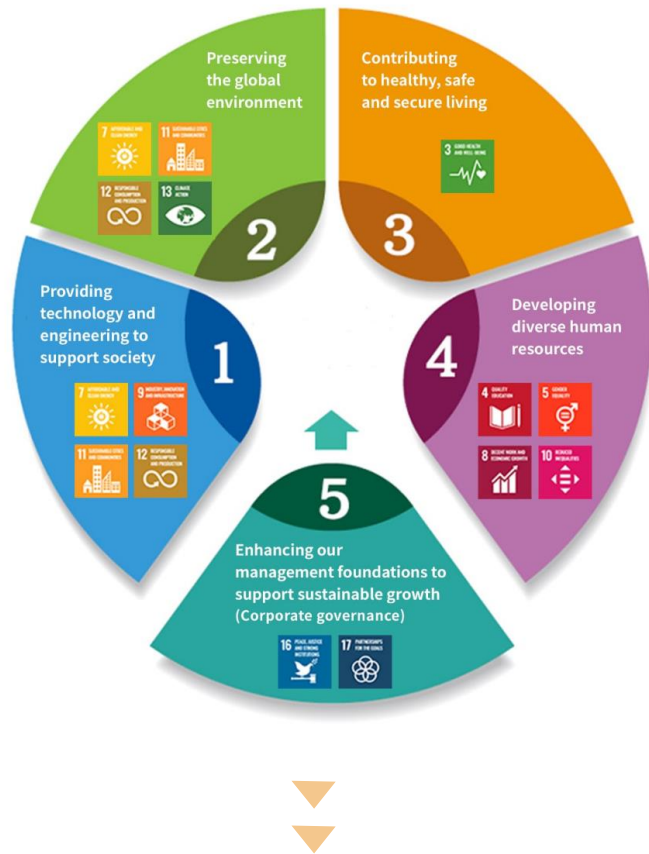 Preserving
the global
environment
7 AFFORDABLE AND
CLEAN ENERGY
11 SUSTAINABLE CITIES
AND COMMUNITIES
12 RESPONSIBLE
CONSUMPTION
AND PRODUCTION
13 CLIMATE
ACTION
2
Contributing
to healthy, safe
and secure living
3 GOOD HEALTH
AND WELL-BEING
3
Providing
technology and
engineering to
support society
7 AFFORDABLE AND
CLEAN ENERGY
9 INDUSTRY, INNOVATION
AND INFRASTRUCTURE
11 SUSTAINABLE CITIES
AND COMMUNITIES
12 RESPONSIBLE
CONSUMPTION
AND PRODUCTION
1
Developing
diverse human
resources
4 QUALITY
EDUCATION
5 GENDER
EQUALITY
8 DECENT WORK AND
ECONOMIC GROWTH
10 REDUCED
INEQUALITIES
4
5
Enhancing our
management foundations to
support sustainable growth
(Corporate governance)
16 PEACE, JUSTICE
AND STRONG
INSTITUTIONS
17 PARTNERSHIPS
FOR THE GOALS